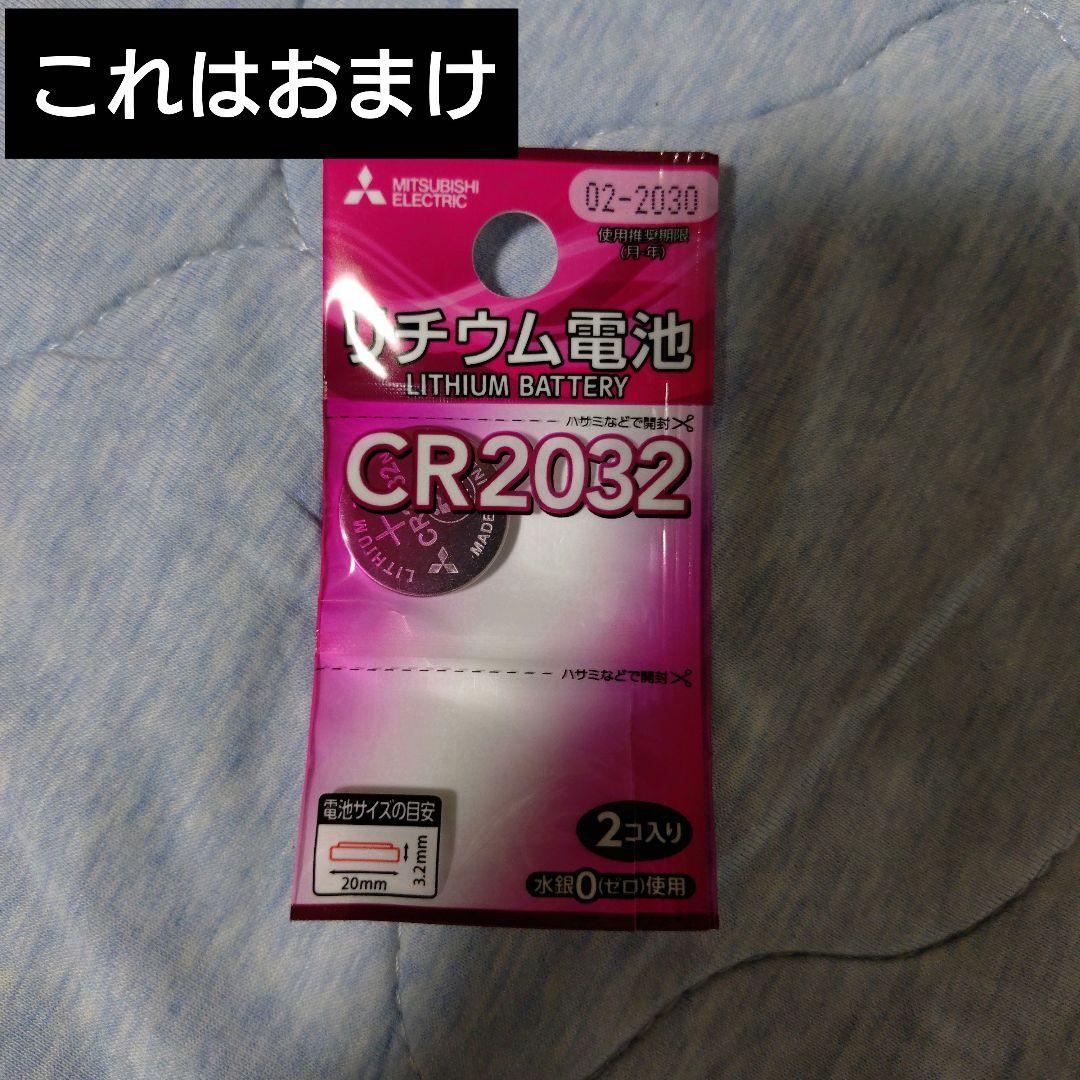 これはおまけ
MITSUBISHI
ELECTRIC
02-2030
使用推奨期限
(月-年)
リチウム電池
LITHIUM BATTERY
ハサミなどで開封
CR2032
LITHIUM
CR
MADE IN
ハサミなどで開封
電池サイズの目安
3.2mm
20mm
2コ入り
水銀0(ゼロ)使用